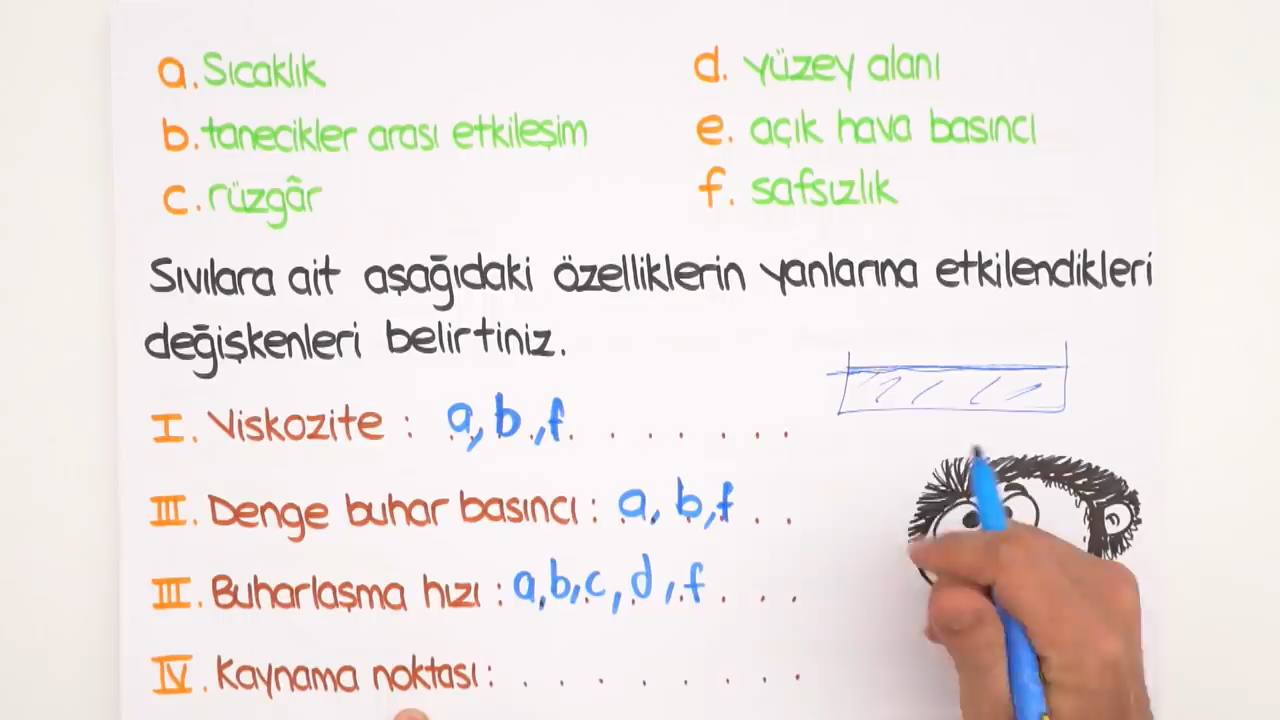 a. Sıcaklık
b. tanecikler arası etkileşim
c. rüzgâr
d. yüzey alanı
e. açık hava basıncı
f. safsızlık
Sıvılara ait aşağıdaki özelliklerin yanlarına etkilendikleri
değişkenleri belirtiniz.
I. Viskozite : a, b, f . . . . . . .
III. Denge buhar basıncı : a, b, f . .
III. Buharlaşma hızı : a, b, c, d, f . . .
IV. Kaynama noktası : . . . . . . . .